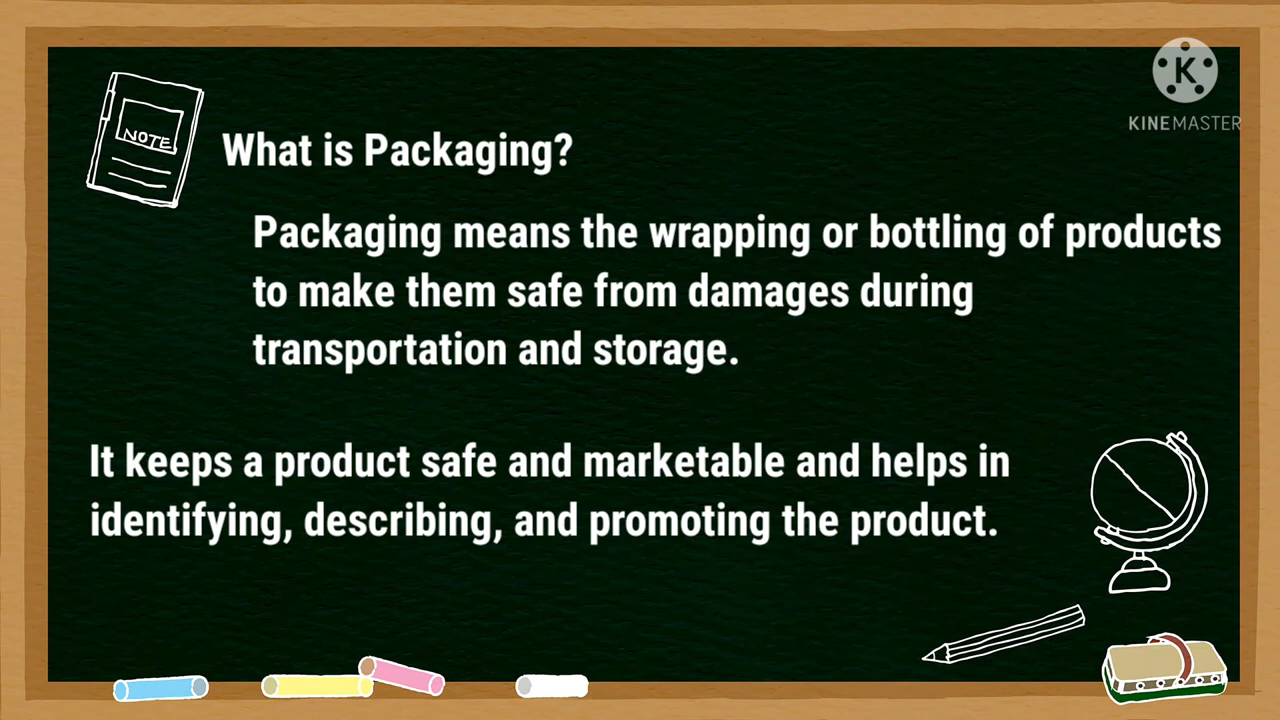 K
KINEMASTER
NOTE
What is Packaging?
Packaging means the wrapping or bottling of products
to make them safe from damages during
transportation and storage.
It keeps a product safe and marketable and helps in
identifying, describing, and promoting the product.